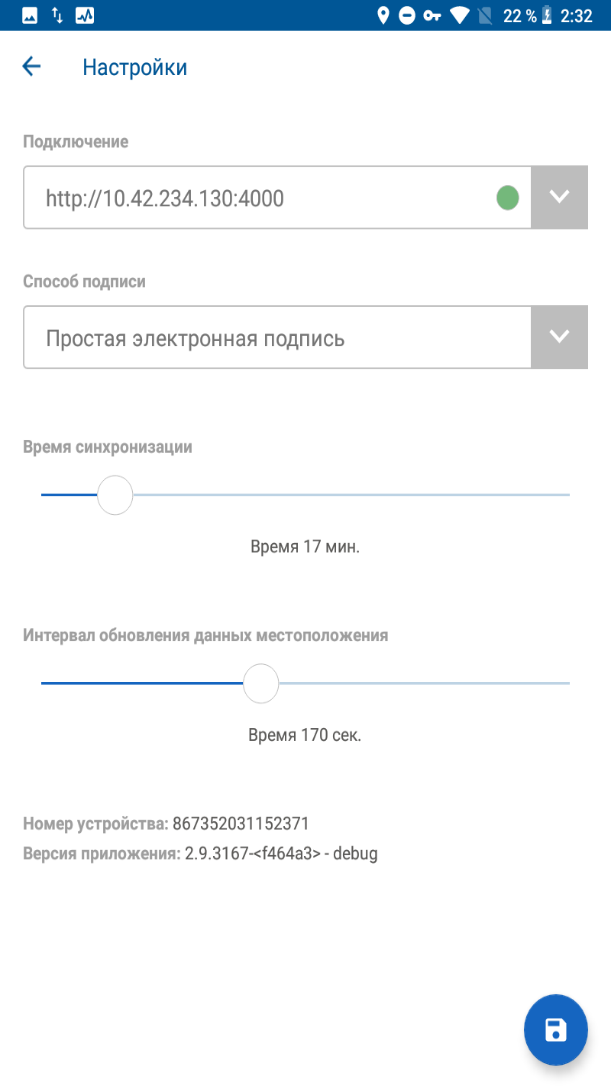 22 % 2:32
Настройки
Подключение
http://10.42.234.130:4000
Способ подписи
Простая электронная подпись
Время синхронизации
Время 17 мин.
Интервал обновления данных местоположения
Время 170 сек.
Номер устройства: 867352031152371
Версия приложения: 2.9.3167-<f464a3> - debug